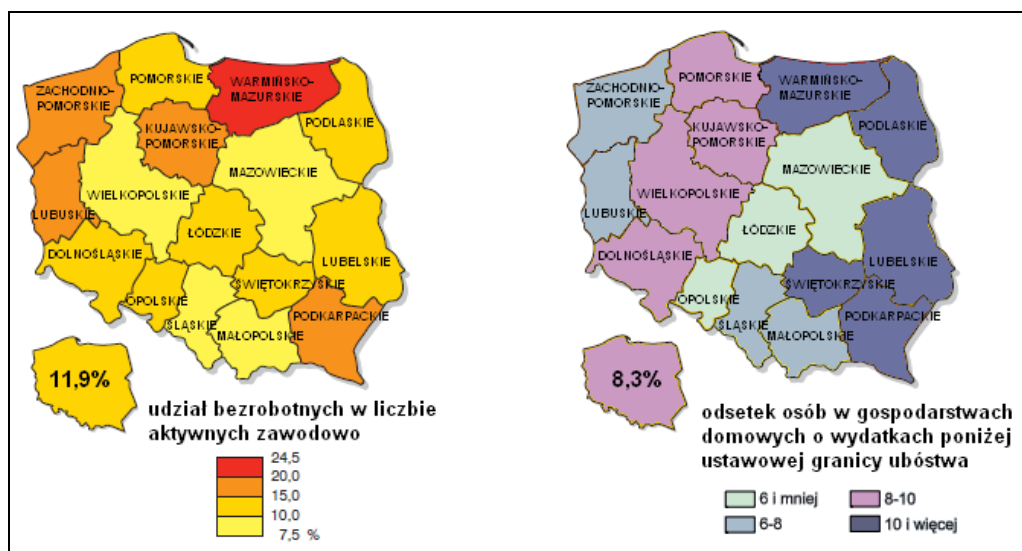 POMORSKIE
WARMIŃSKO-
MAZURSKIE
ZACHODNIO-
POMORSKIE
PODLASKIE
KUJAWSKO-
POMORSKIE
MAZOWIECKIE
WIELKOPOLSKIE
LUBUSKIE
ŁÓDZKIE
DOLNOŚLĄSKIE
LUBELSKIE
OPOLSKIE
ŚWIĘTOKRZYSKIE
ŚLĄSKIE
PODKARPACKIE
MAŁOPOLSKIE
11,9%
udział bezrobotnych w liczbie
aktywnych zawodowo
24,5
20,0
15,0
10,0
7,5 %
POMORSKIE
WARMIŃSKO-
MAZURSKIE
ZACHODNIO-
POMORSKIE
PODLASKIE
KUJAWSKO-
POMORSKIE
MAZOWIECKIE
WIELKOPOLSKIE
LUBUSKIE
ŁÓDZKIE
DOLNOŚLĄSKIE
LUBELSKIE
ŚWIĘTOKRZYSKIE
OPOLSKIE
ŚLĄSKIE
PODKARPACKIE
MAŁOPOLSKIE
8,3%
odsetek osób w gospodarstwach
domowych o wydatkach poniżej
ustawowej granicy ubóstwa
6 i mniej
8-10
6-8
10 i więcej